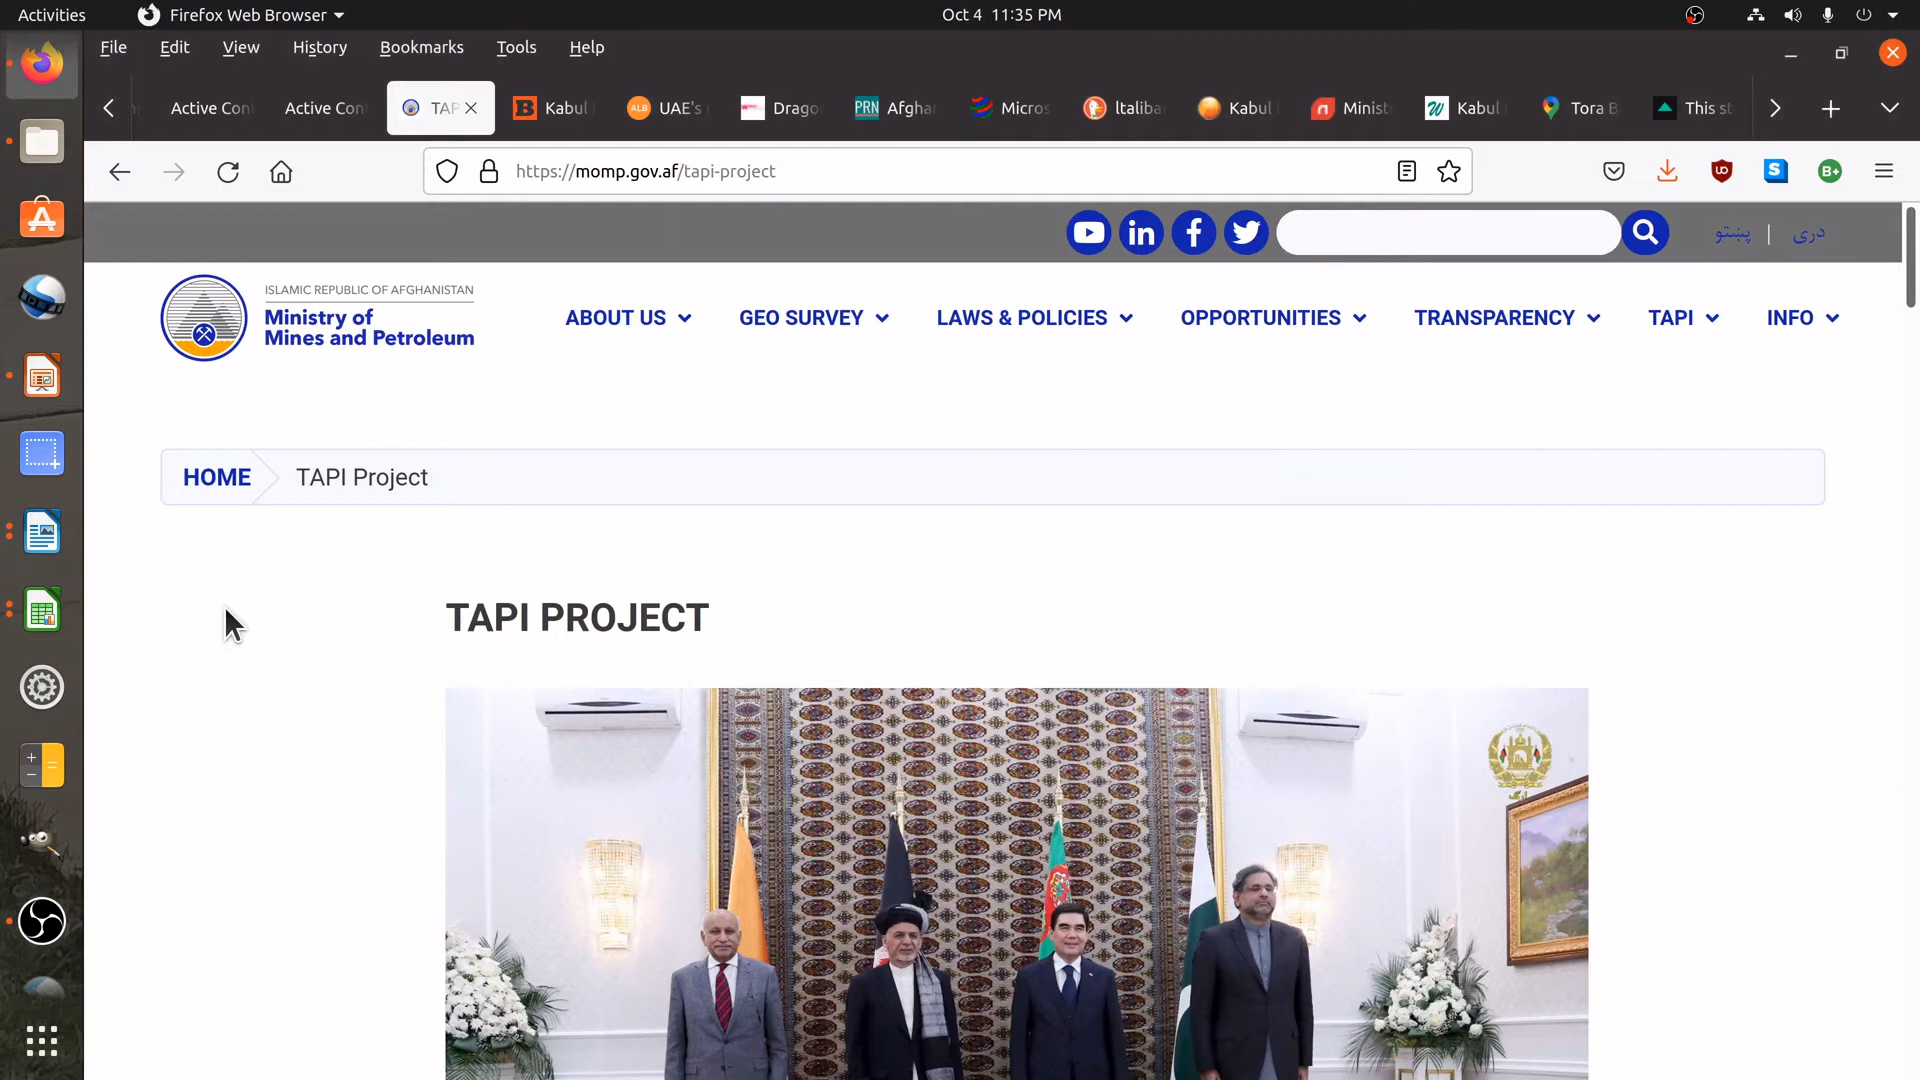 Activities
Firefox Web Browser
Oct 4 11:35 PM
File
Edit
View
History
Bookmarks
Tools
Help
Active Con
Active Con
TAP
Kabul
UAE's
Drago
Afghan
Micros
ltaliba
Kabul
Minist
Kabul
Tora B
This st
https://momp.gov.af/tapi-project
پښتو | دری
ISLAMIC REPUBLIC OF AFGHANISTAN
Ministry of
Mines and Petroleum
ABOUT US
GEO SURVEY
LAWS & POLICIES
OPPORTUNITIES
TRANSPARENCY
TAPI
INFO
HOME
TAPI Project
TAPI PROJECT